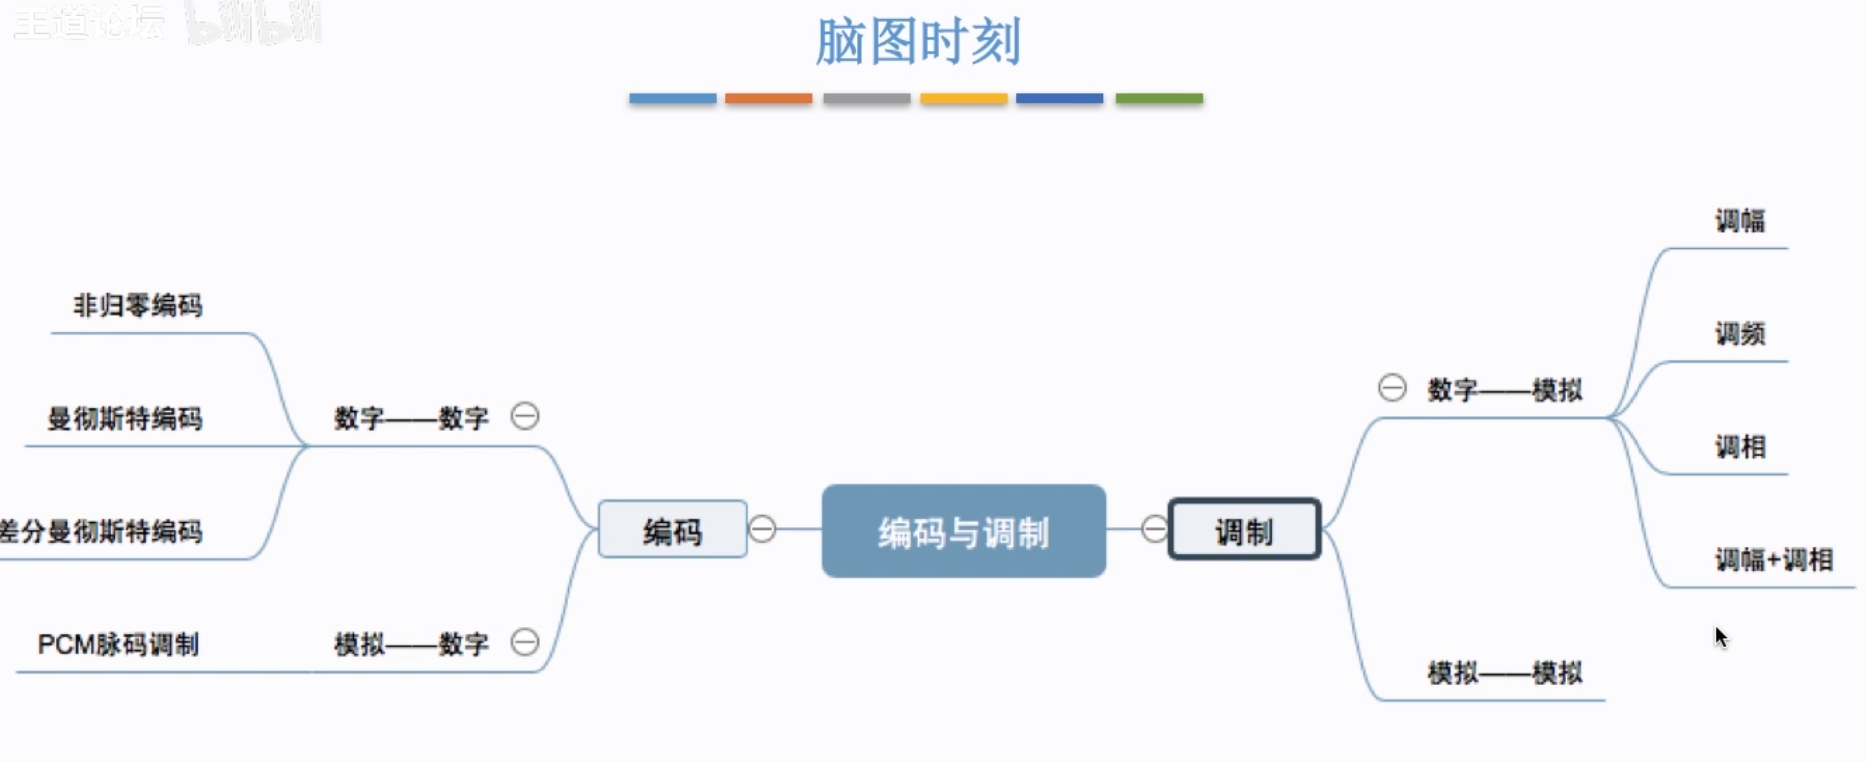 王道论坛 bilibili
脑图时刻
调幅
非归零编码
调频
数字——模拟
曼彻斯特编码
数字——数字
调相
差分曼彻斯特编码
编码
编码与调制
调制
调幅+调相
PCM脉码调制
模拟——数字
模拟——模拟